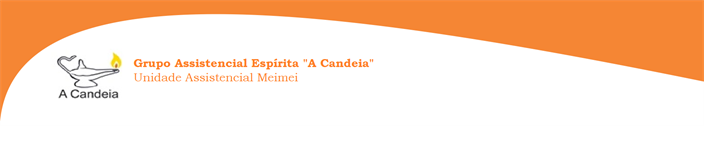 Grupo Assistencial Espírita "A Candeia"
Unidade Assistencial Meimei
A Candeia